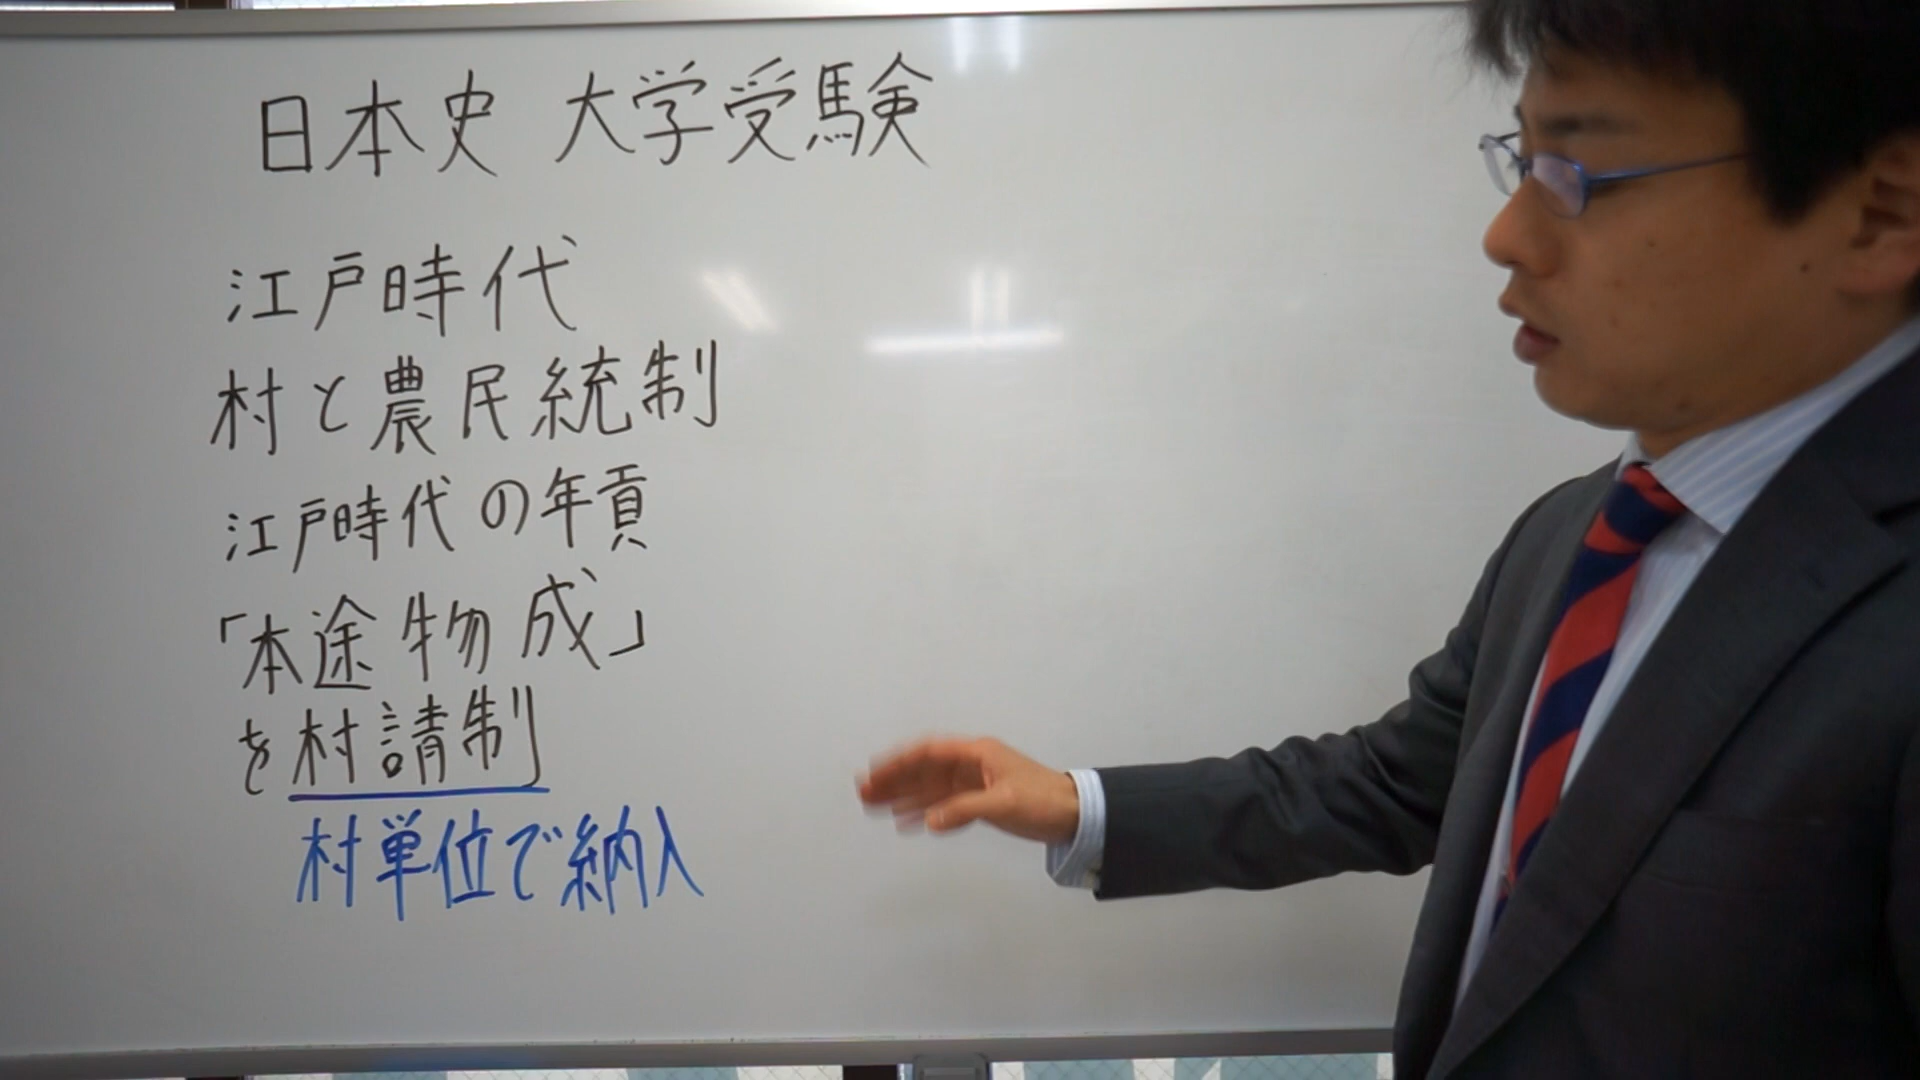 日本史 大学受験
江戸時代
村と農民統制
江戸時代の年貢
「本途物成」
を村請制
村単位で納入